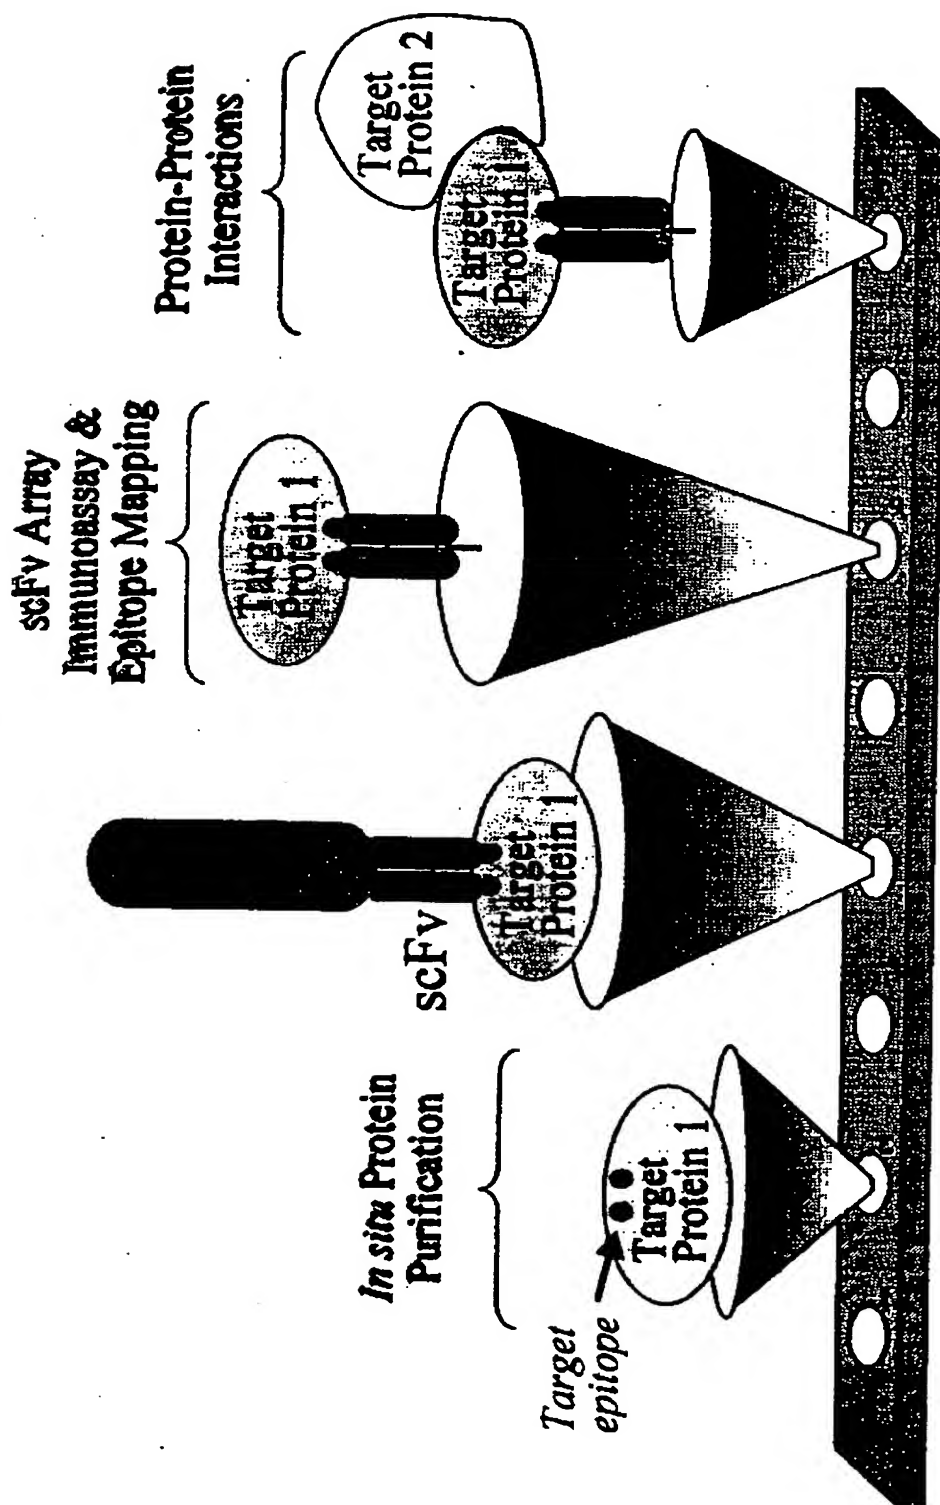 In situ Protein
Purification
Target
epitope
Target
Protein 1
scFv
Target
Protein 1
scFv Array
Immunoassay &
Epitope Mapping
Target
Protein 1
Protein-Protein
Interactions
Target
Protein 1
Target
Protein 2